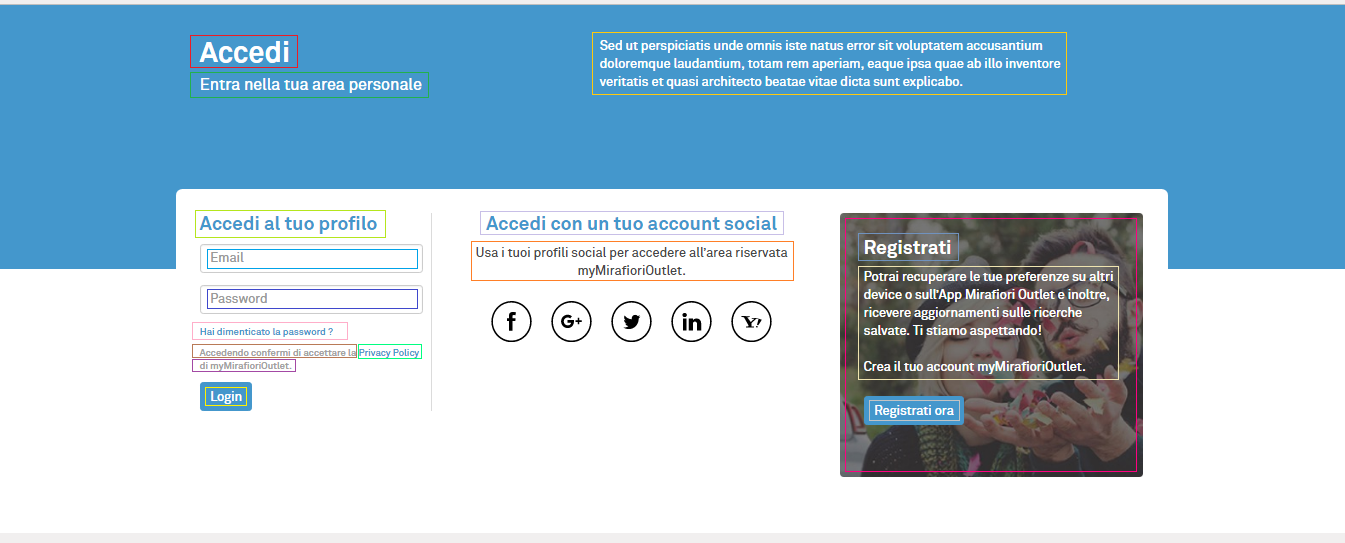 Accedi
Entra nella tua area personale
Sed ut perspiciatis unde omnis iste natus error sit voluptatem accusantium
doloremque laudantium, totam rem aperiam, eaque ipsa quae ab illo inventore
veritatis et quasi architecto beatae vitae dicta sunt explicabo.
Accedi al tuo profilo
Email
Password
Hai dimenticato la password ?
Accedendo confermi di accettare la Privacy Policy
di myMirafioriOutlet.
Login
Accedi con un tuo account social
Usa i tuoi profili social per accedere all'area riservata
myMirafioriOutlet.
f G+ in Y!
Registrati
Potrai recuperare le tue preferenze su altri
device o sull'App Mirafiori Outlet e inoltre,
ricevere aggiornamenti sulle ricerche
salvate. Ti stiamo aspettando!
Crea il tuo account myMirafioriOutlet.
Registrati ora